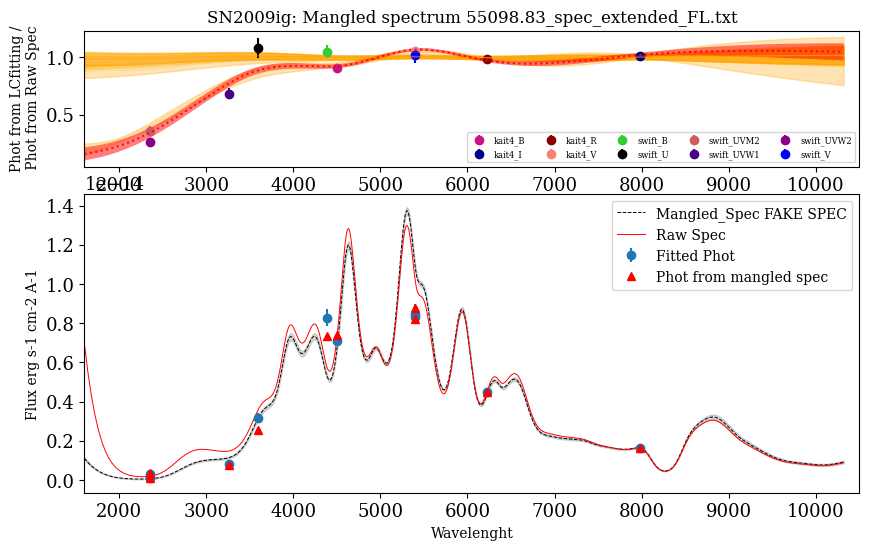 SN2009ig: Mangled spectrum 55098.83_spec_extended_FL.txt
Phot from LCfitting /
Phot from Raw Spec
1.0
0.5
kait4_B kait4_R swift_B swift_UVM2 swift_UVW2
kait4_I kait4_V swift_U swift_UVW1 swift_V
2000 3000 4000 5000 6000 7000 8000 9000 10000
1e−14
Flux erg s-1 cm-2 A-1
1.4
1.2
1.0
0.8
0.6
0.4
0.2
0.0
Mangled_Spec FAKE SPEC
Raw Spec
Fitted Phot
Phot from mangled spec
2000 3000 4000 5000 6000 7000 8000 9000 10000
Wavelenght